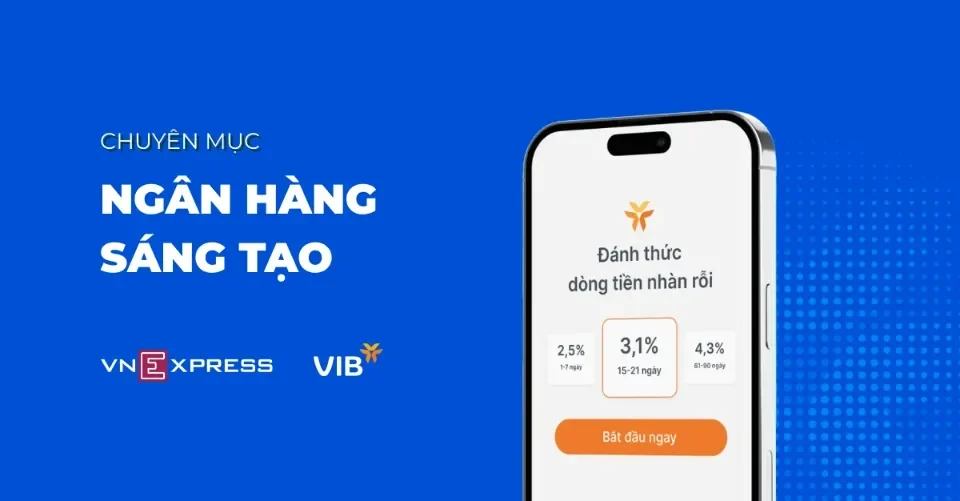 CHUYÊN MỤC
NGÂN HÀNG
SÁNG TẠO
VNEXPRESS
VIB
Đánh thức
dòng tiền nhàn rỗi
2,5%
1-7 ngày
3,1%
15-21 ngày
4,3%
61-90 ngày
Bắt đầu ngay